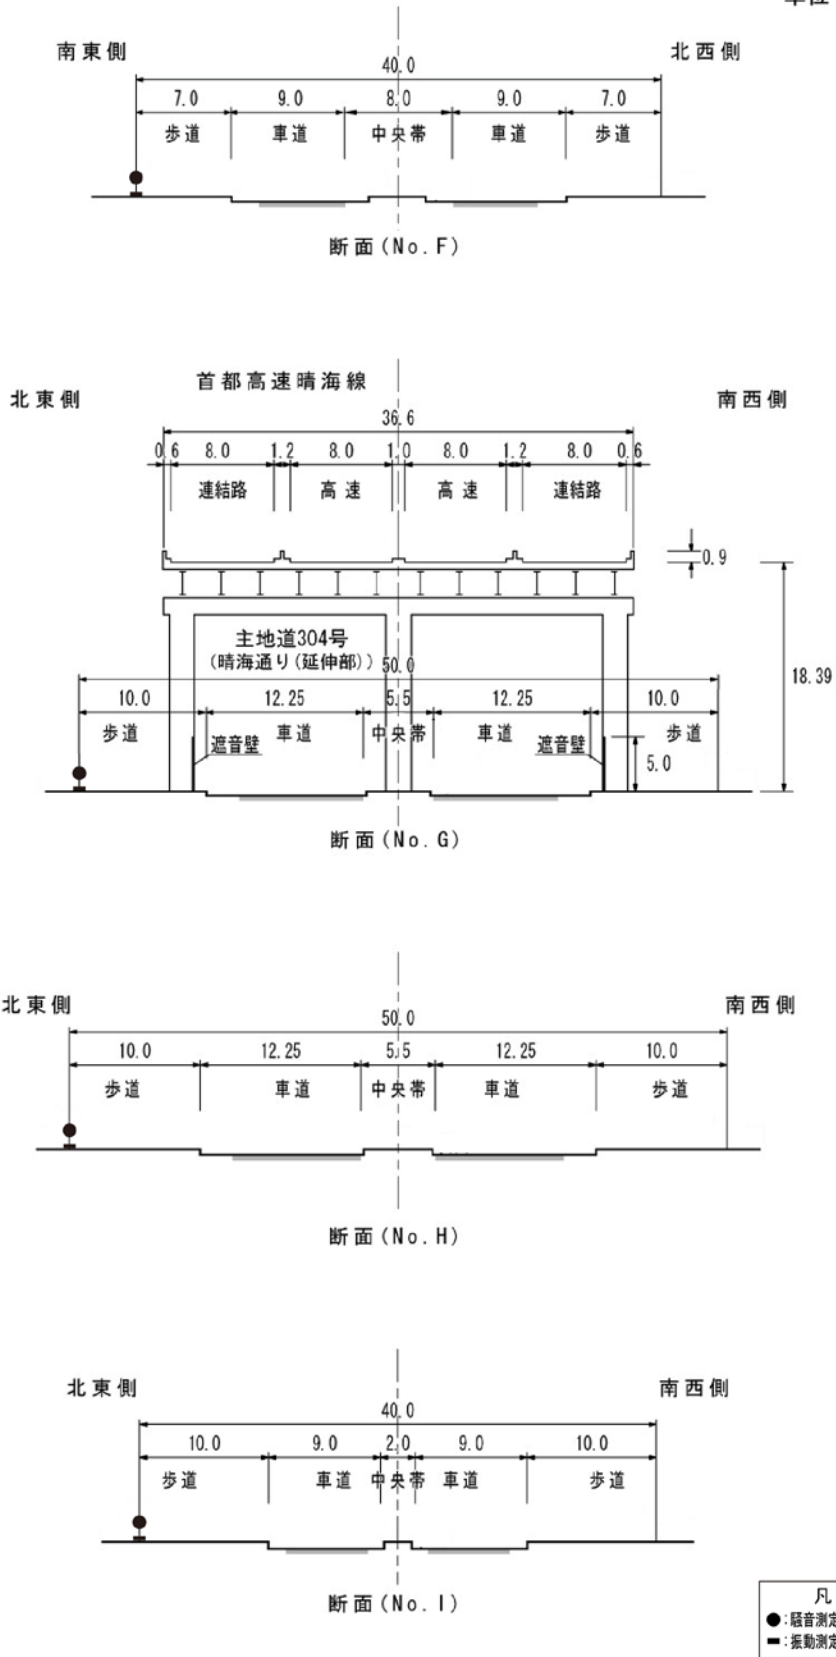 南東側
北西側
40.0
7.0 9.0 8.0 9.0 7.0
歩道 車道 中央帯 車道 歩道
断面(No.F)
首都高速晴海線
北東側
南西側
36.6
0.6 8.0 1.2 8.0 1.0 8.0 1.2 8.0 0.6
連結路 高速 高速 連結路
0.9
主地道304号
(晴海通り(延伸部))
50.0
18.39
10.0 12.25 5.5 12.25 10.0
歩道 車道 中央帯 車道 歩道
遮音壁 遮音壁
5.0
断面(No.G)
北東側
南西側
50.0
10.0 12.25 5.5 12.25 10.0
歩道 車道 中央帯 車道 歩道
断面(No.H)
北東側
南西側
40.0
10.0 9.0 2.0 9.0 10.0
歩道 車道 中央帯 車道 歩道
断面(No.I)
凡
●:騒音測定
■:振動測定